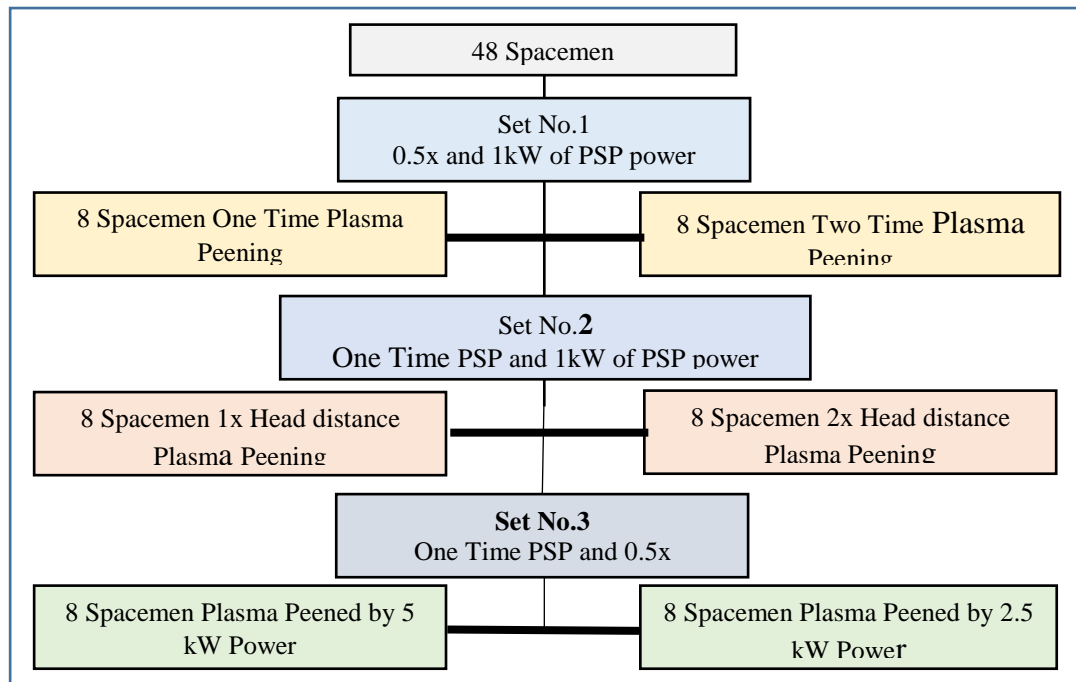 48 Spacemen
Set No.1
0.5x and 1kW of PSP power
8 Spacemen One Time Plasma
Peening
8 Spacemen Two Time Plasma
Peening
Set No.2
One Time PSP and 1kW of PSP power
8 Spacemen 1x Head distance
Plasma Peening
8 Spacemen 2x Head distance
Plasma Peening
Set No.3
One Time PSP and 0.5x
8 Spacemen Plasma Peened by 5
kW Power
8 Spacemen Plasma Peened by 2.5
kW Power